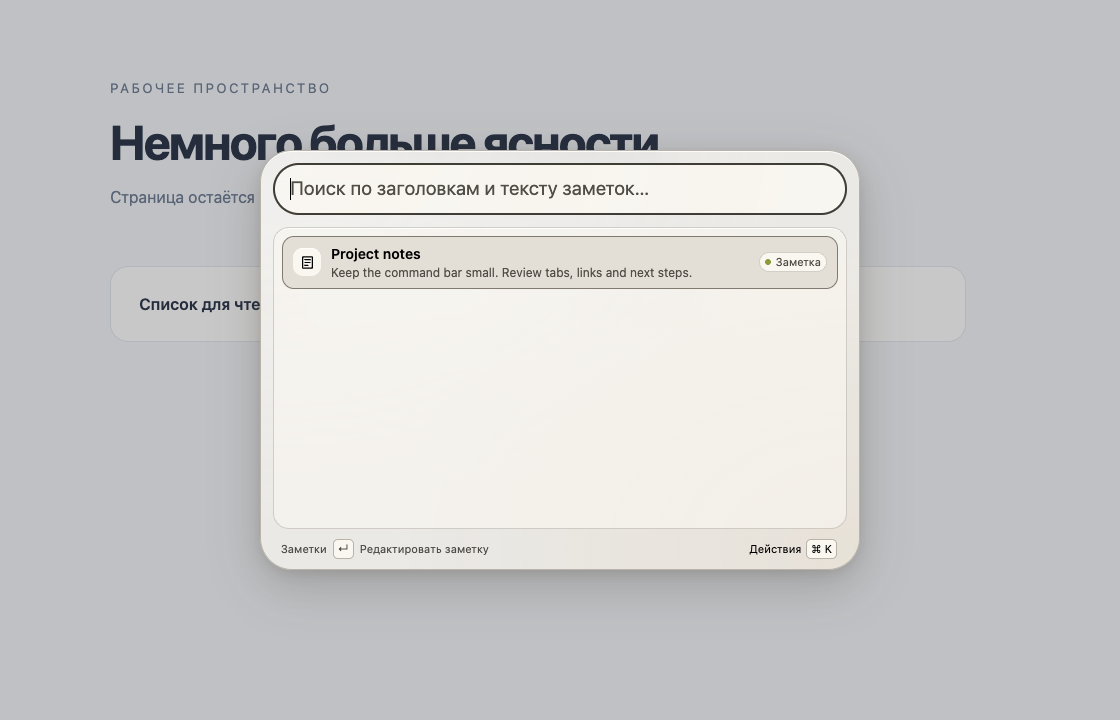 РАБОЧЕЕ ПРОСТРАНСТВО
Немного больше ясности
Страница остаётся
Список для чте
Поиск по заголовкам и тексту заметок...
Project notes
Keep the command bar small. Review tabs, links and next steps.
Заметка
Заметки ↵ Редактировать заметку
Действия ⌘ K